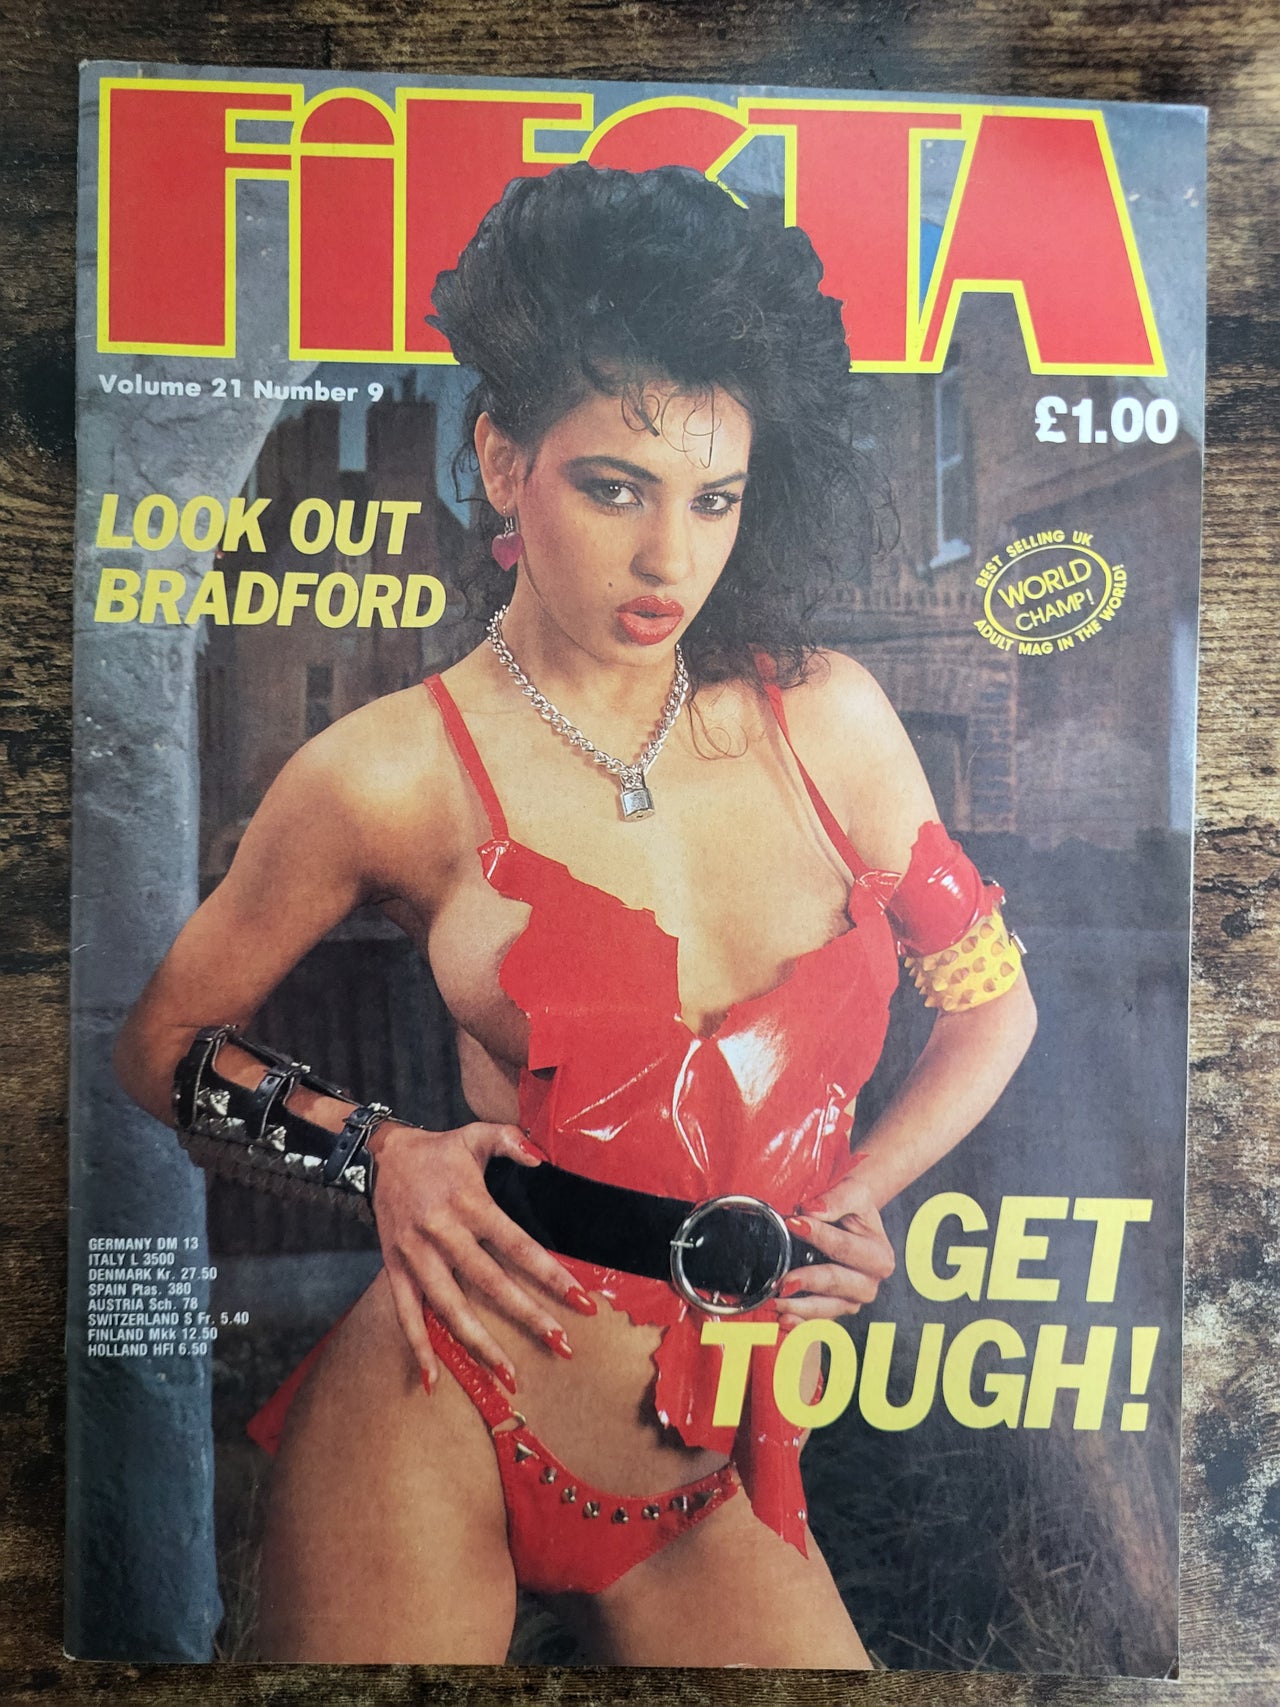 FiESTA
Volume 21 Number 9
£1.00
LOOK OUT
BRADFORD
BEST SELLING UK
WORLD
CHAMP!
ADULT MAG IN THE WORLD!
GET
TOUGH!
GERMANY DM 13
ITALY L 3500
DENMARK Kr. 27.50
SPAIN Ptas. 380
AUSTRIA Sch. 78
SWITZERLAND S Fr. 5.40
FINLAND Mkk 12.50
HOLLAND HFl 6.50